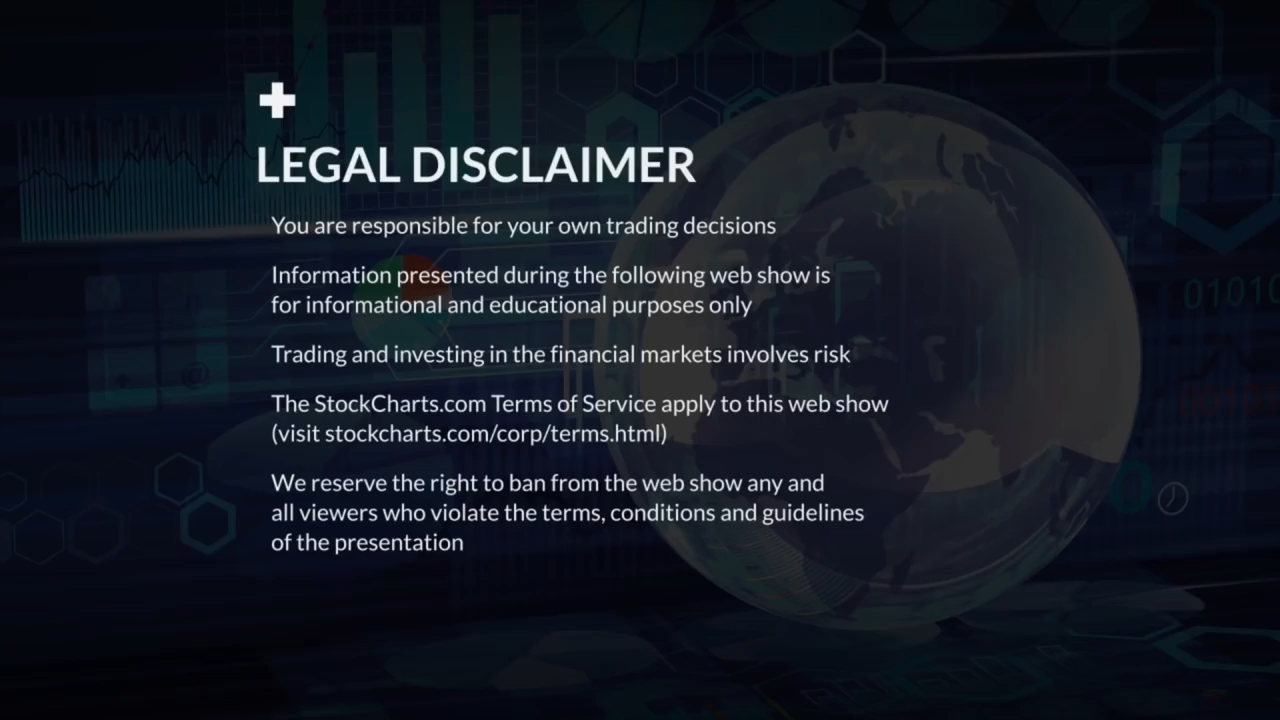 LEGAL DISCLAIMER
You are responsible for your own trading decisions
Information presented during the following web show is
for informational and educational purposes only
Trading and investing in the financial markets involves risk
The StockCharts.com Terms of Service apply to this web show
(visit stockcharts.com/corp/terms.html)
We reserve the right to ban from the web show any and
all viewers who violate the terms, conditions and guidelines
of the presentation
01010